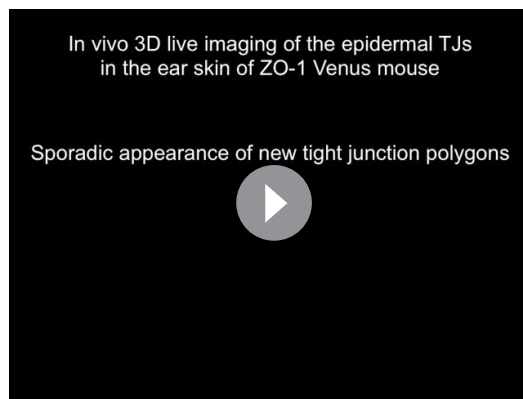 In vivo 3D live imaging of the epidermal TJs
in the ear skin of ZO-1 Venus mouse
Sporadic appearance of new tight junction polygons